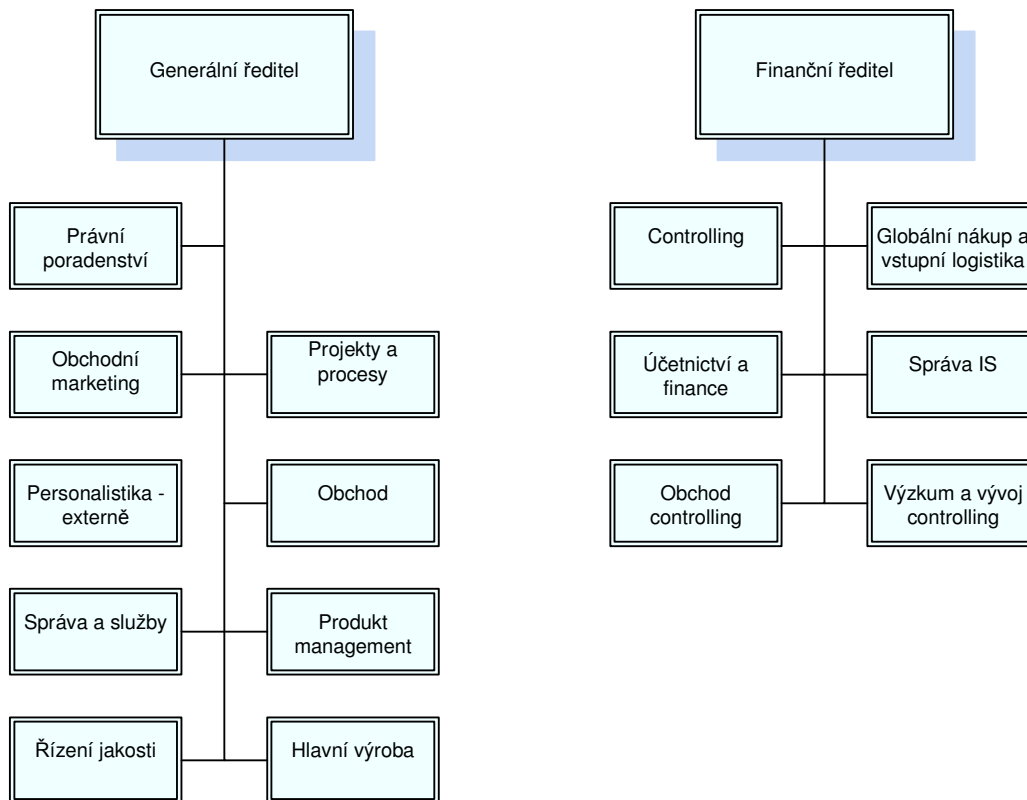 Generální ředitel
Finanční ředitel
Právní
poradenství
Controlling
Globální nákup a
vstupní logistika
Obchodní
marketing
Projekty a
procesy
Účetnictví a
finance
Správa IS
Personalistika -
externě
Obchod
Obchod
controlling
Výzkum a vývoj
controlling
Správa a služby
Produkt
management
Řízení jakosti
Hlavní výroba